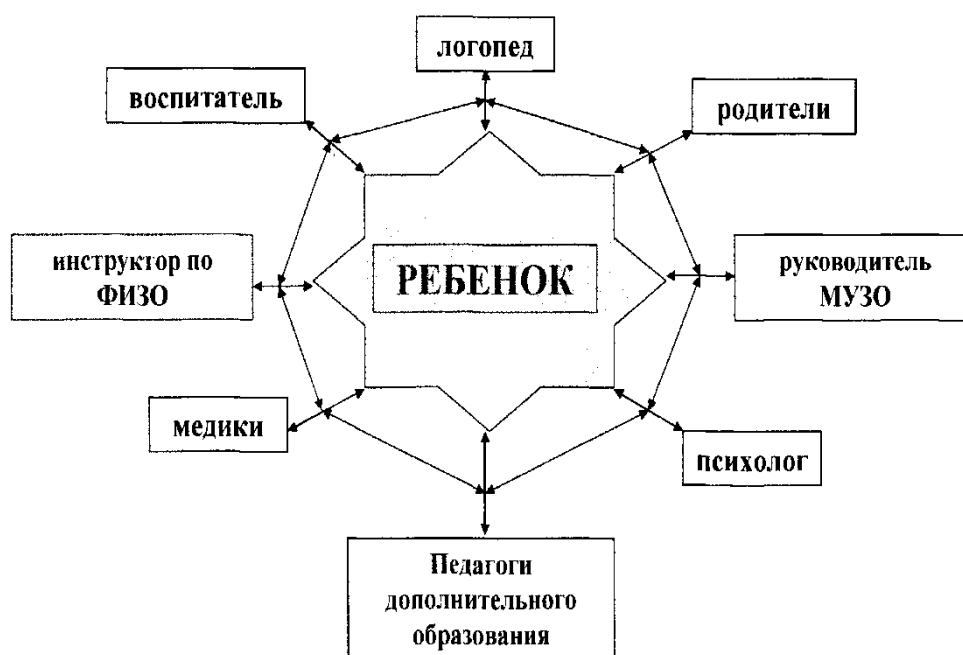 логопед
воспитатель
родители
инструктор по
ФИЗО
РЕБЕНОК
руководитель
МУЗО
медики
психолог
Педагоги
дополнительного
образования